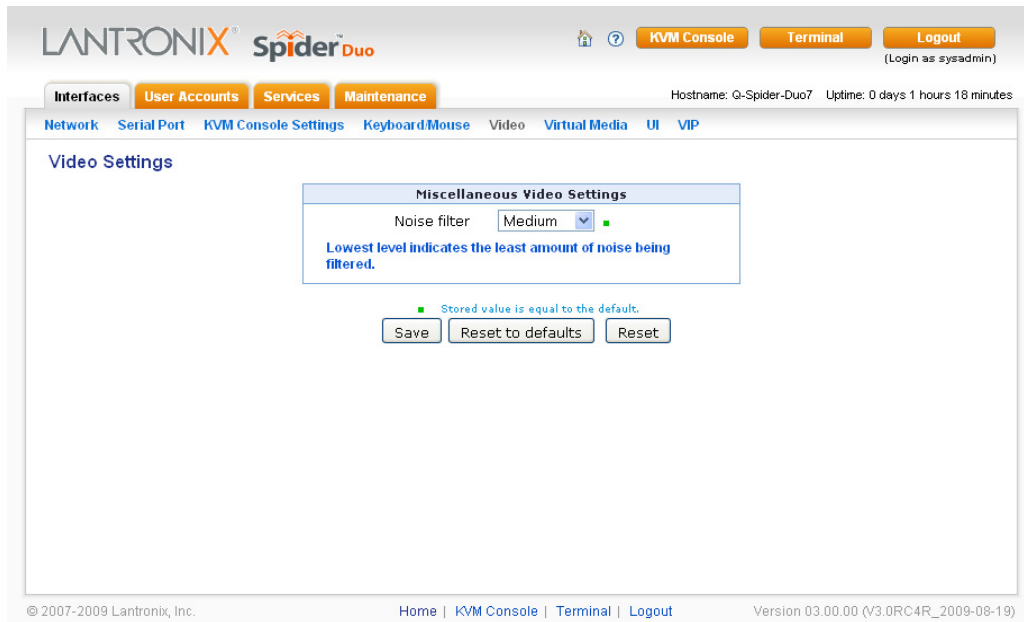 LANTRONIX® Spider™ Duo
KVM Console Terminal Logout
(Login as sysadmin)
Interfaces User Accounts Services Maintenance
Hostname: Q-Spider-Duo7 Uptime: 0 days 1 hours 18 minutes
Network Serial Port KVM Console Settings Keyboard/Mouse Video Virtual Media UI VIP
Video Settings
Miscellaneous Video Settings
Noise filter Medium
Lowest level indicates the least amount of noise being
filtered.
Stored value is equal to the default.
Save Reset to defaults Reset
© 2007-2009 Lantronix, Inc. Home | KVM Console | Terminal | Logout Version 03.00.00 (V3.0RC4R_2009-08-19)